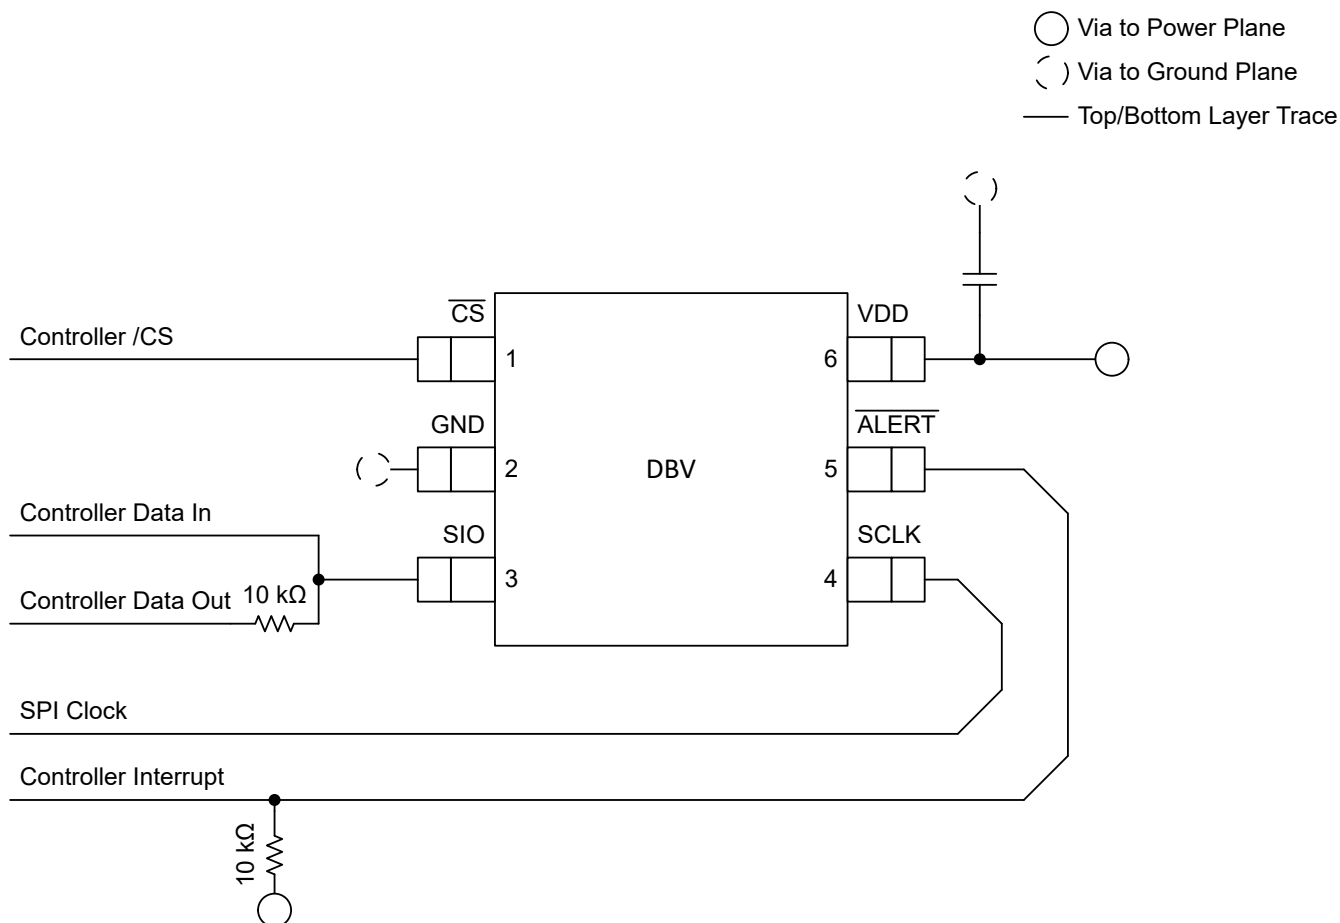 Via to Power Plane
Via to Ground Plane
Top/Bottom Layer Trace
CS
VDD
Controller /CS
1
6
GND
ALERT
2
DBV
5
Controller Data In
SIO
SCLK
3
4
Controller Data Out
10 kΩ
SPI Clock
Controller Interrupt
10 kΩ